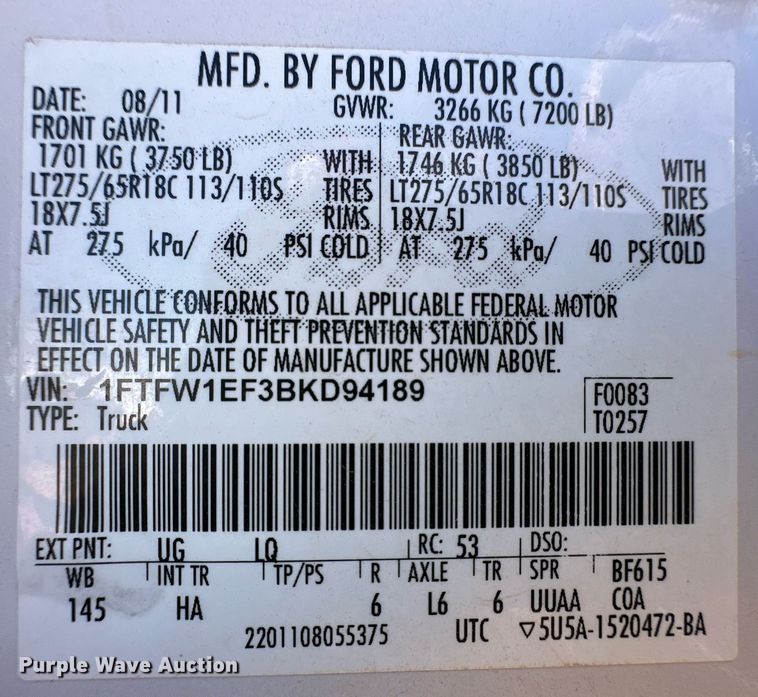 MFD. BY FORD MOTOR CO.
DATE: 08/11 GVWR: 3266 KG ( 7200 LB)
FRONT GAWR: REAR GAWR:
1701 KG ( 3750 LB) WITH 1746 KG ( 3850 LB) WITH
LT275/65R18C 113/110S TIRES LT275/65R18C 113/110S TIRES
18X7.5J RIMS 18X7.5J RIMS
AT 275 kPa/ 40 PSI COLD AT 275 kPa/ 40 PSI COLD
Ford
THIS VEHICLE CONFORMS TO ALL APPLICABLE FEDERAL MOTOR
VEHICLE SAFETY AND THEFT PREVENTION STANDARDS IN
EFFECT ON THE DATE OF MANUFACTURE SHOWN ABOVE.
VIN: 1FTFW1EF3BKD94189 F0083
TYPE: Truck T0257
EXT PNT: UG LQ RC: 53 DSO:
WB INT TR TP/PS R AXLE TR SPR BF615
145 HA 6 L6 6 UUAA COA
2201108055375 UTC ▽5U5A-1520472-BA
Purple Wave Auction